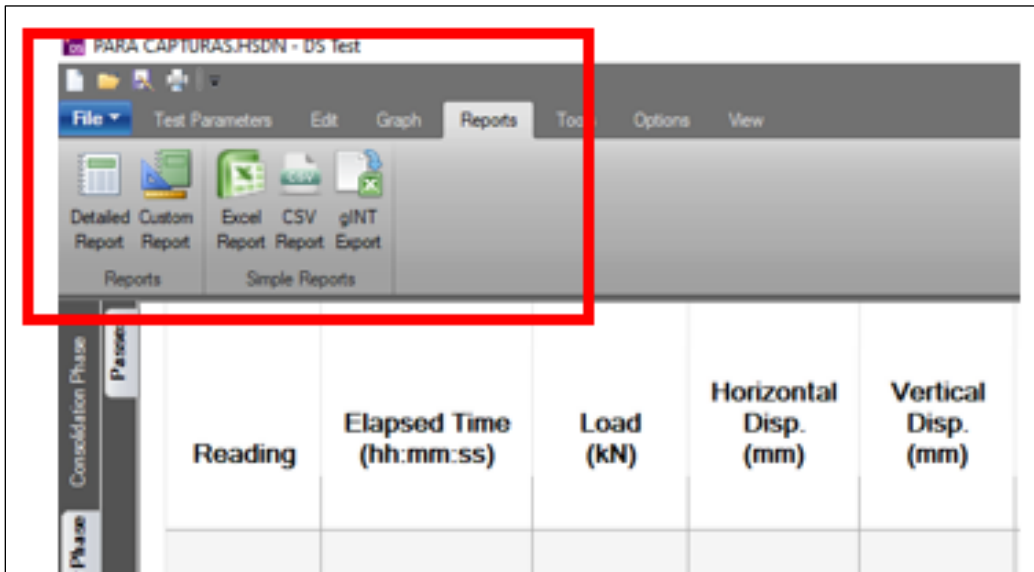 PARA CAPTURAS.HSDN - DS Test
File Test Parameters Edit Graph Reports Tools Options View
Detailed Custom Excel CSV gINT
Report Report Report Report Export
Reports Simple Reports
Consolidation Phase
Phase
Reading
Elapsed Time
(hh:mm:ss)
Load
(kN)
Horizontal
Disp.
(mm)
Vertical
Disp.
(mm)